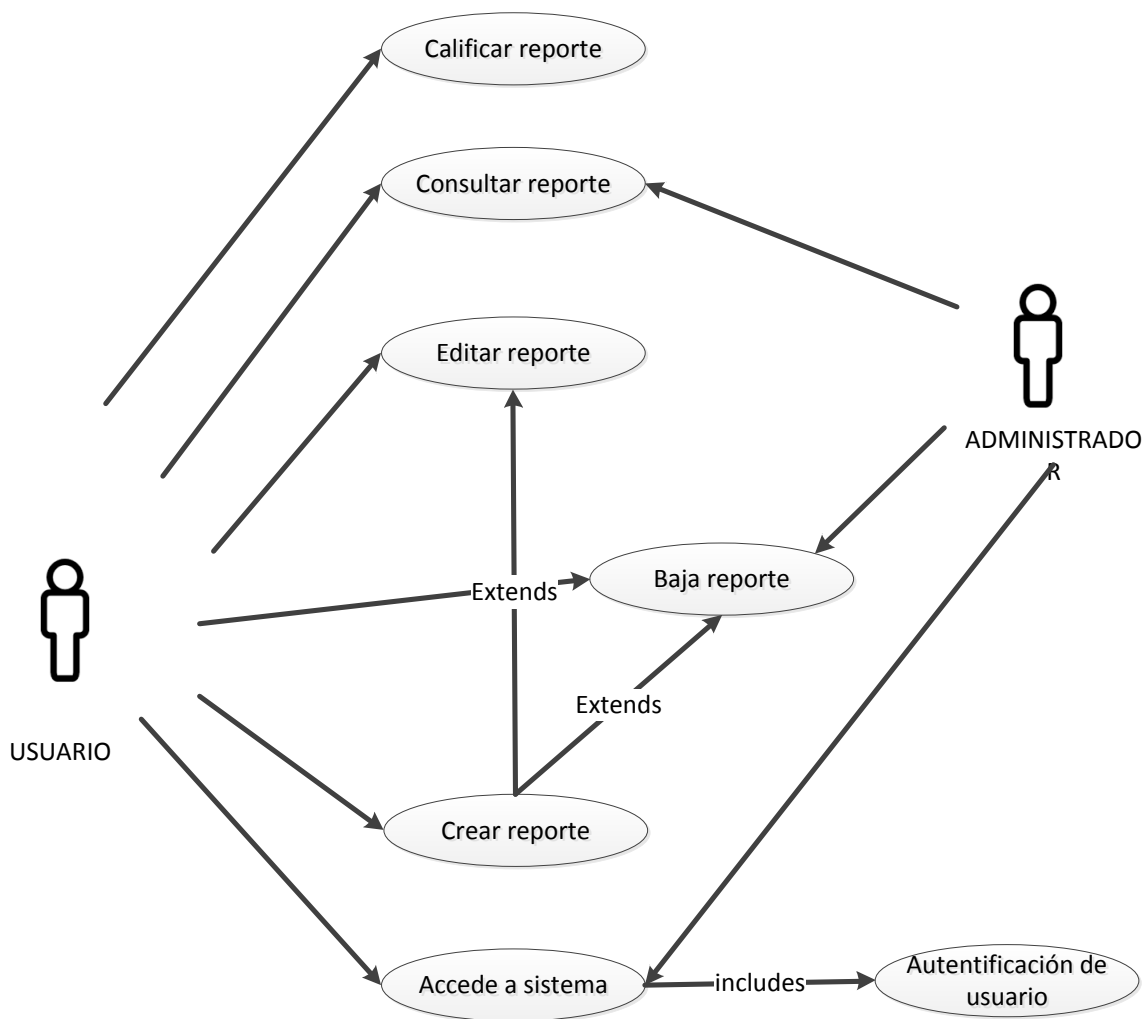 Calificar reporte
Consultar reporte
Editar reporte
ADMINISTRADO
R
Baja reporte
Extends
Extends
USUARIO
Crear reporte
Accede a sistema
includes
Autentificación de
usuario